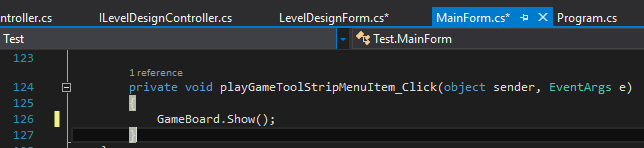 ntroller.cs ILevelDesignController.cs LevelDesignForm.cs* MainForm.cs* Program.cs
Test Test.MainForm
123
1 reference
124 private void playGameToolStripMenuItem_Click(object sender, EventArgs e)
125 {
126 GameBoard.Show();
127 }